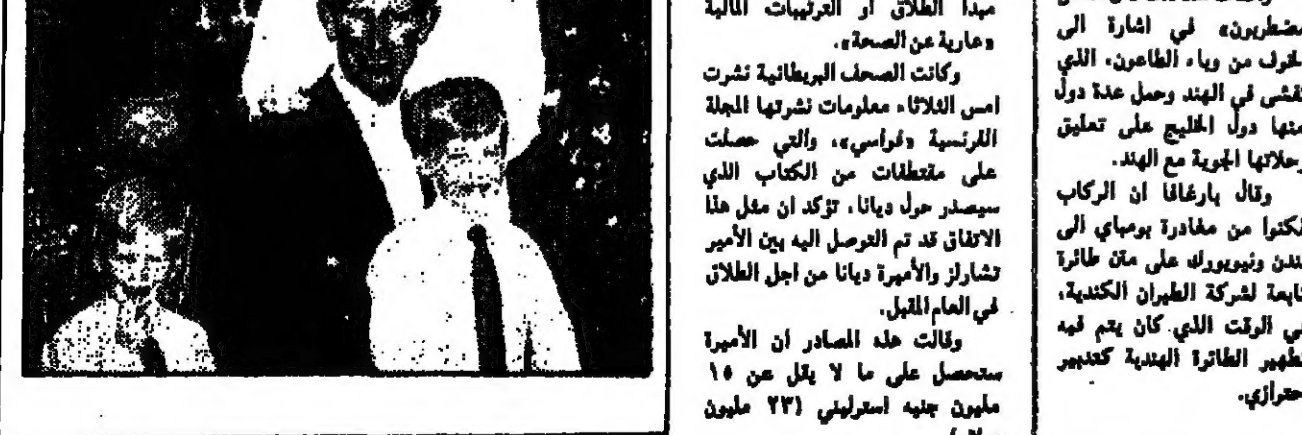 مضطربون» في اشارة الى
الخوف من وباء الطاعون، الذي
تفشى في الهند وحمل عدة دول
منها دول الخليج على تعليق
رحلاتها الجوية مع الهند.
وقال بارغافا ان الركاب
تمكنوا من مغادرة بومباي الى
لندن ونيويورك على متن طائرة
تابعة لشركة الطيران الكندية،
في الوقت الذي كان يتم فيه
تطهير الطائرة الهندية كتدبير
احترازي.
مبدأ الطلاق او الترتيبات المالية
«عارية عن الصحة».
وكانت الصحف البريطانية نشرت
امس الثلاثاء معلومات نشرتها المجلة
الفرنسية «فواسي»، والتي حصلت
على مقتطفات من الكتاب الذي
سيصدر حول ديانا، تؤكد ان مثل هذا
الاتفاق قد تم التوصل اليه بين الأمير
تشارلز والأميرة ديانا من اجل الطلاق
في العام المقبل.
وقالت هذه المصادر ان الأميرة
ستحصل على ما لا يقل عن ١٥
مليون جنيه استرليني (٢٣ مليون